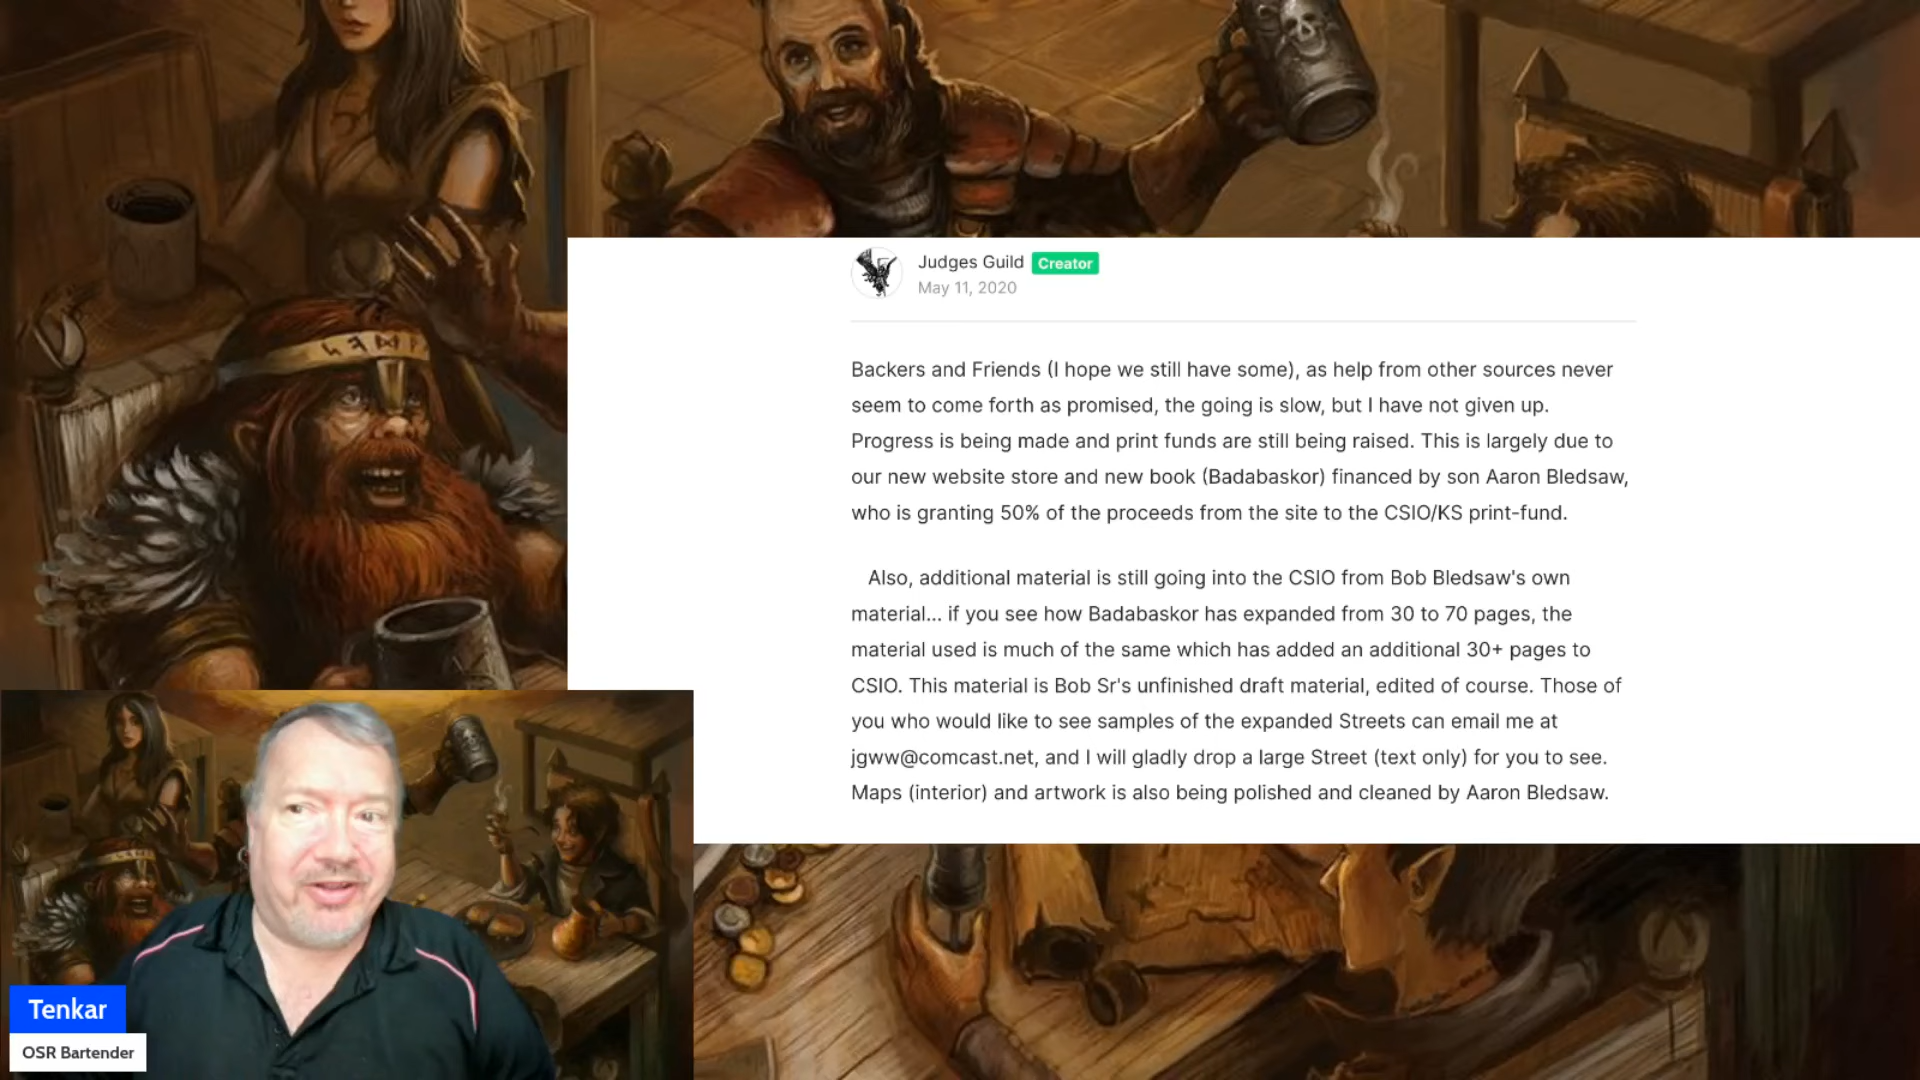 Judges Guild Creator
May 11, 2020
Backers and Friends (I hope we still have some), as help from other sources never
seem to come forth as promised, the going is slow, but I have not given up.
Progress is being made and print funds are still being raised. This is largely due to
our new website store and new book (Badabaskor) financed by son Aaron Bledsaw,
who is granting 50% of the proceeds from the site to the CSIO/KS print-fund.
Also, additional material is still going into the CSIO from Bob Bledsaw's own
material... if you see how Badabaskor has expanded from 30 to 70 pages, the
material used is much of the same which has added an additional 30+ pages to
CSIO. This material is Bob Sr's unfinished draft material, edited of course. Those of
you who would like to see samples of the expanded Streets can email me at
jgww@comcast.net, and I will gladly drop a large Street (text only) for you to see.
Maps (interior) and artwork is also being polished and cleaned by Aaron Bledsaw.
Tenkar
OSR Bartender